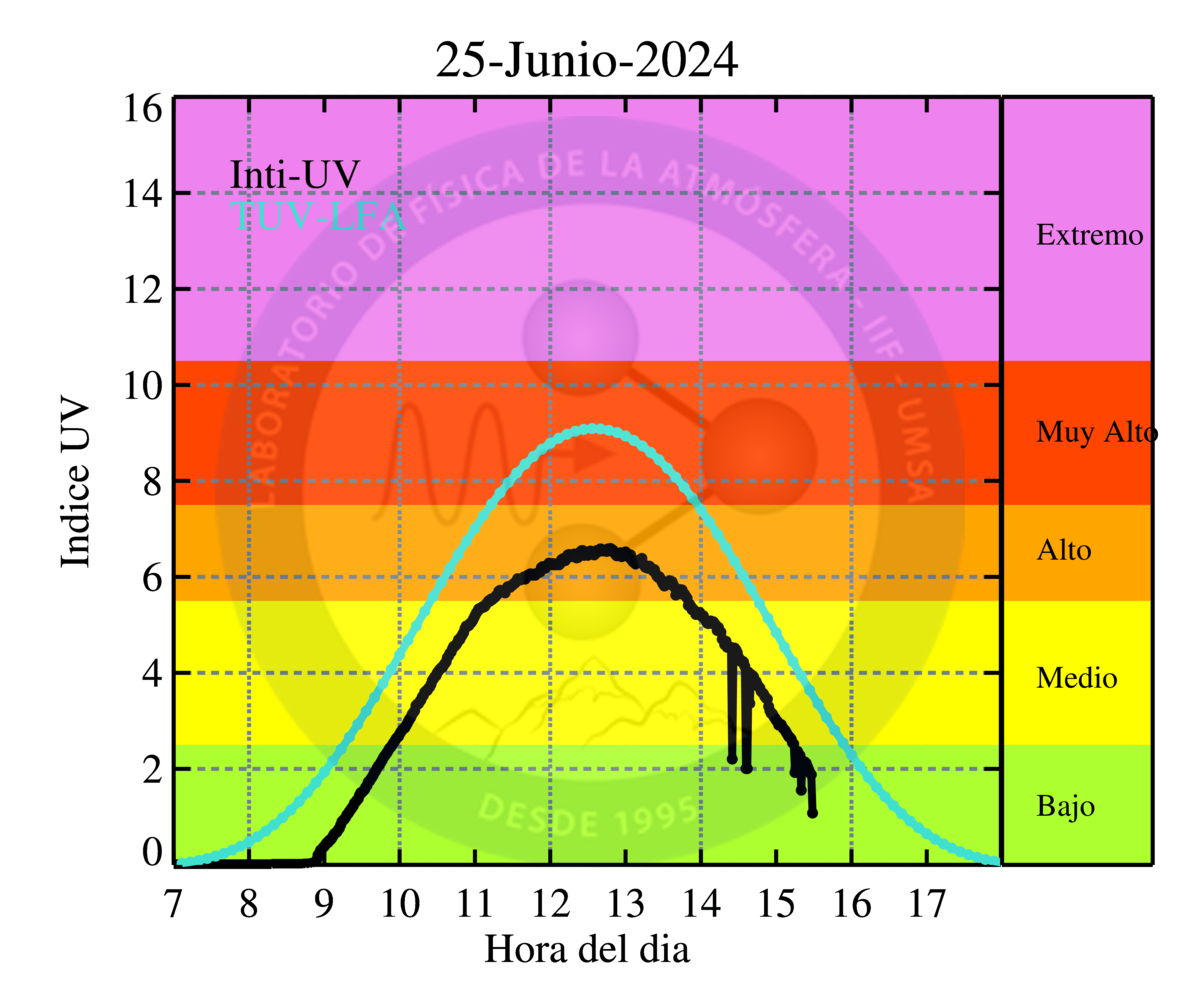 25-Junio-2024
Indice UV
16
14
12
10
8
6
4
2
0
Inti-UV
TUV-LFA
LABORATORIO DE FÍSICA DE LA ATMÓSFERA - IIF - UMSA
DESDE 1995
Extremo
Muy Alto
Alto
Medio
Bajo
7 8 9 10 11 12 13 14 15 16 17
Hora del dia